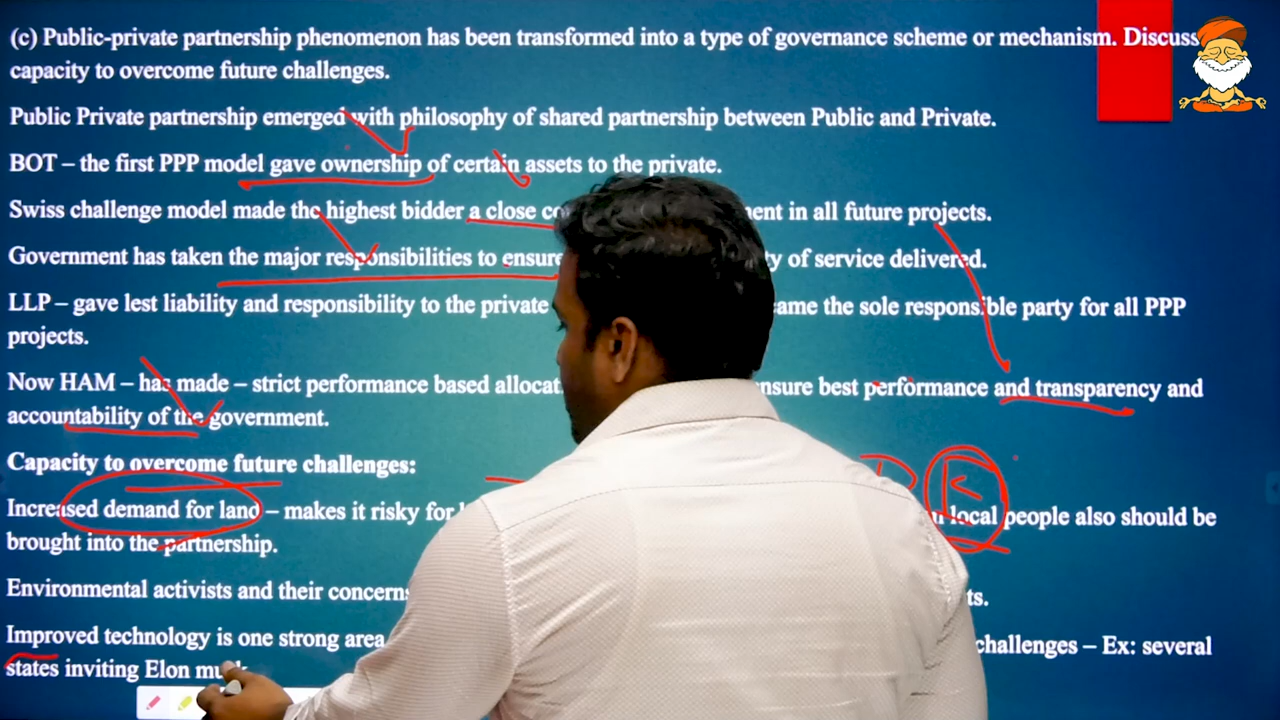 (c) Public-private partnership phenomenon has been transformed into a type of governance scheme or mechanism. Discuss
capacity to overcome future challenges.
Public Private partnership emerged with philosophy of shared partnership between Public and Private.
BOT – the first PPP model gave ownership of certain assets to the private.
Swiss challenge model made the highest bidder a close in all future projects.
Government has taken the major responsibilities to ensure of service delivered.
LLP – gave lest liability and responsibility to the private the sole responsible party for all PPP
projects.
Now HAM – has made – strict performance based ensure best performance and transparency and
accountability of the government.
Capacity to overcome future challenges:
Increased demand for land – makes it risky for local people also should be
brought into the partnership.
Environmental activists and their concerns
Improved technology is one strong area challenges – Ex: several
states inviting Elon
K